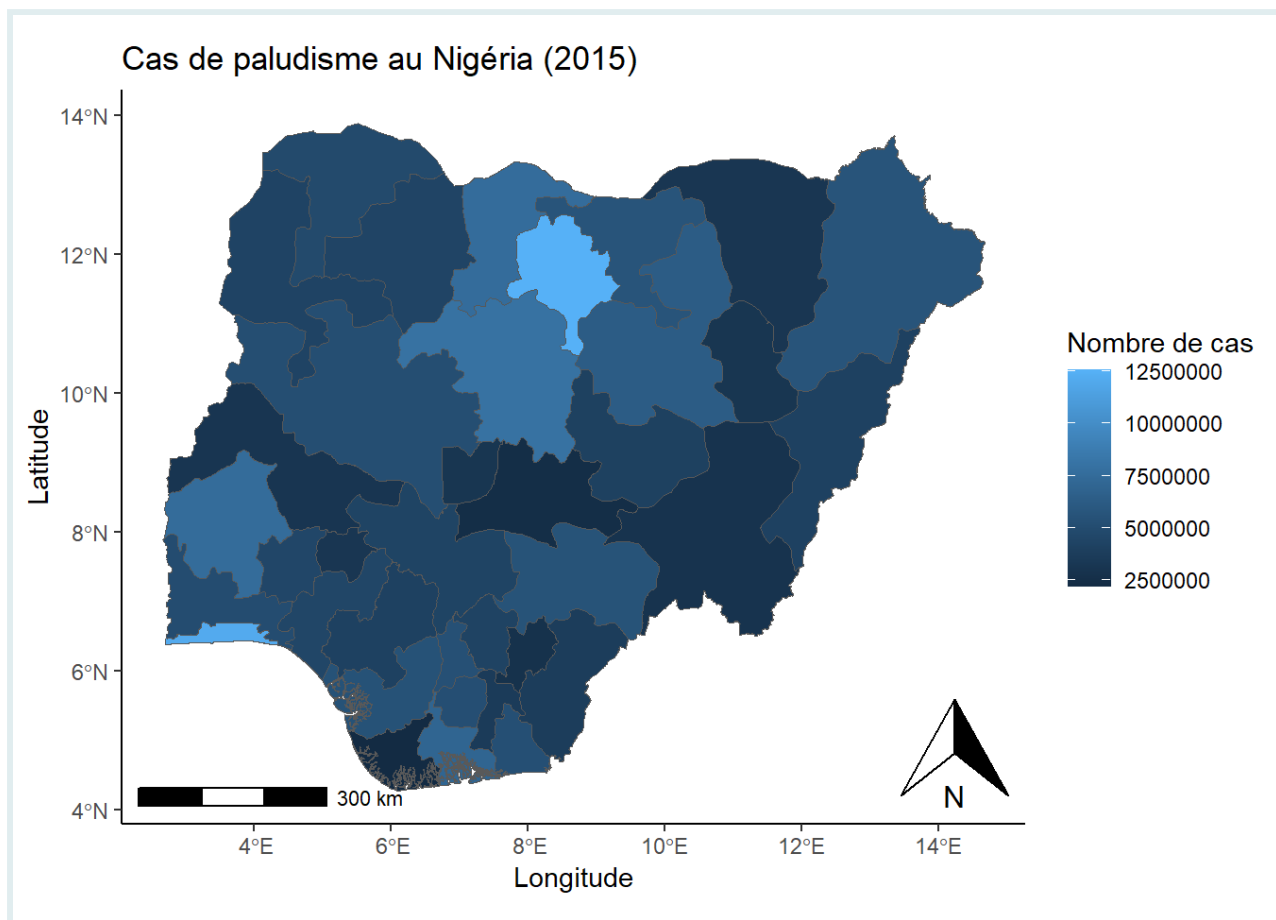 Cas de paludisme au Nigéria (2015)
14°N
12°N
10°N
8°N
6°N
4°N
Latitude
300 km
N
4°E
6°E
8°E
10°E
12°E
14°E
Longitude
Nombre de cas
12500000
10000000
7500000
5000000
2500000